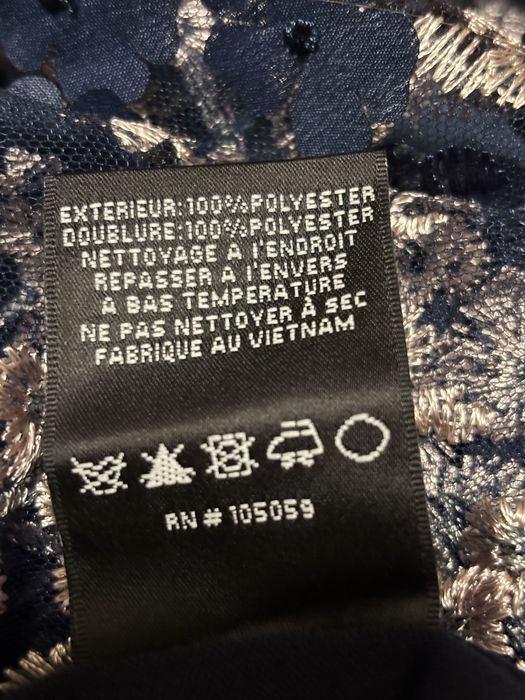 EXTERIEUR:100%POLYESTER
DOUBLURE:100%POLYESTER
NETTOYAGE A l'ENDROIT
REPASSER A l'ENVERS
A BAS TEMPERATURE
NE PAS NETTOYER À SEC
FABRIQUE AU VIETNAM
RN # 105059